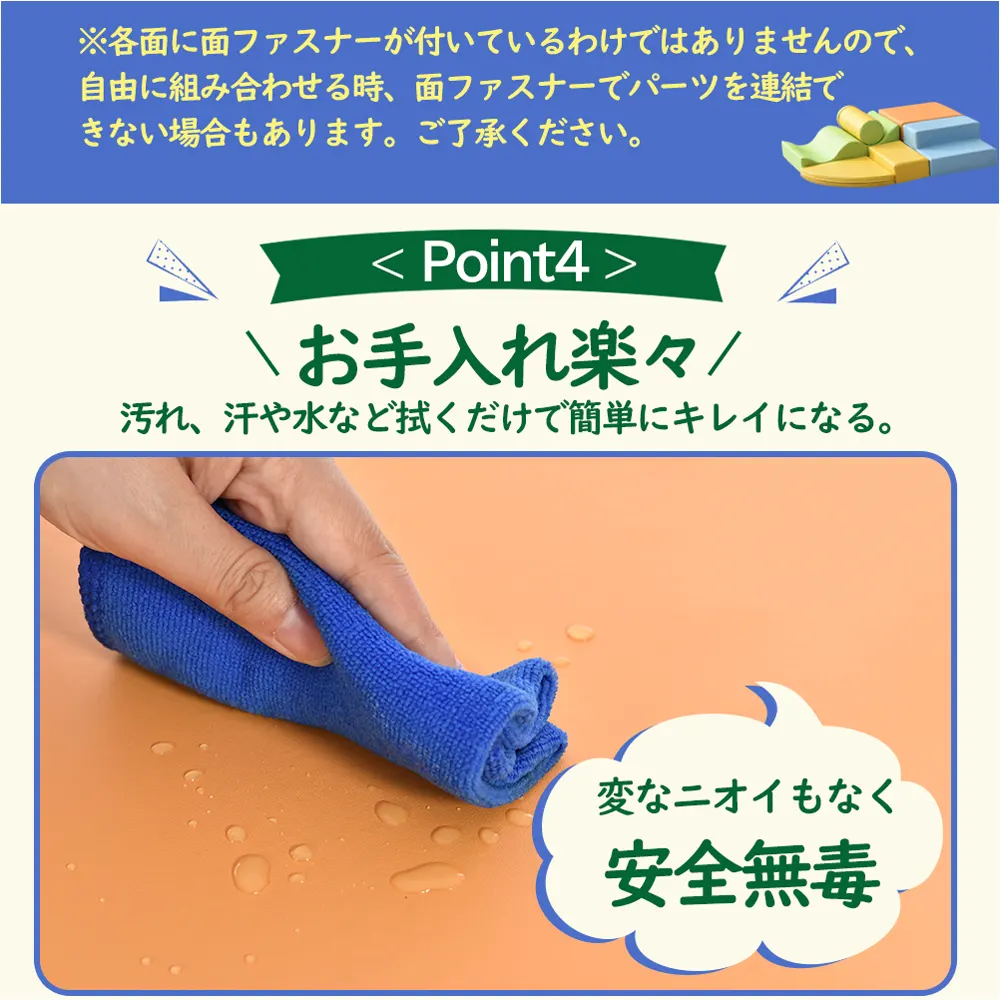 ※各面に面ファスナーが付いているわけではありませんので、
自由に組み合わせる時、面ファスナーでパーツを連結で
きない場合もあります。ご了承ください。
＜Point4＞
お手入れ楽々
汚れ、汗や水など拭くだけで簡単にキレイになる。
変なニオイもなく
安全無毒